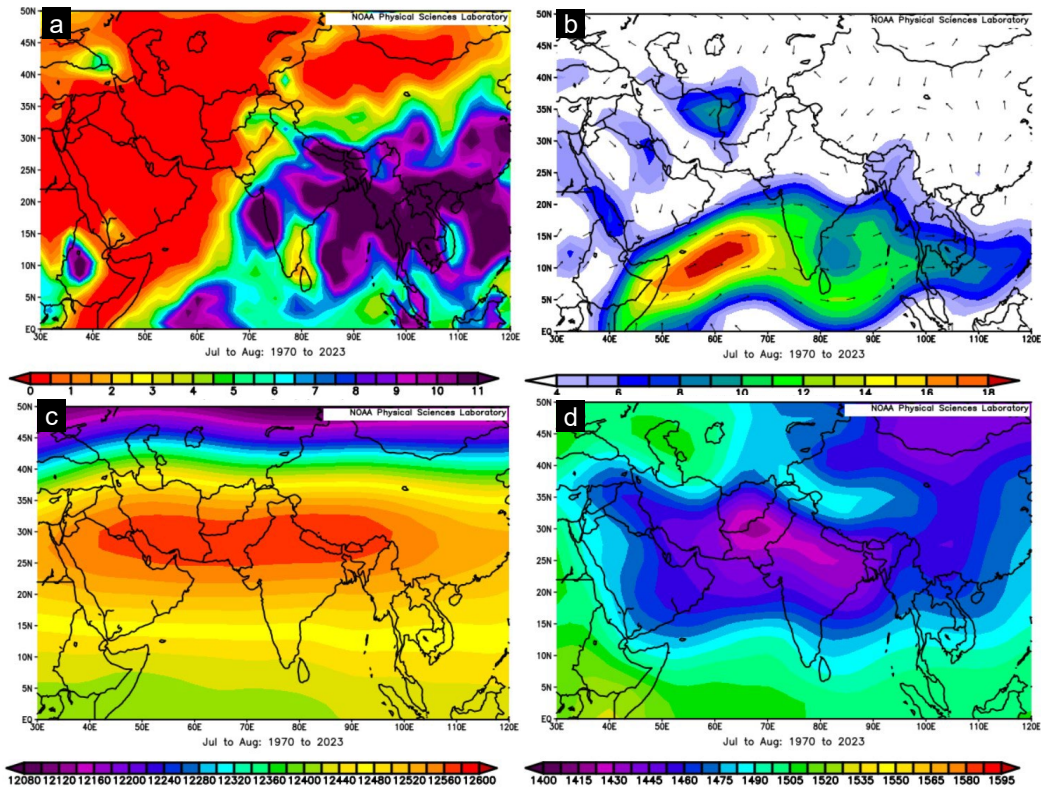 a
NOAA Physical Sciences Laboratory
50N
45N
40N
35N
30N
25N
20N
15N
10N
5N
EQ
30E 40E 50E 60E 70E 80E 90E 100E 110E 120E
Jul to Aug: 1970 to 2023
0 1 2 3 4 5 6 7 8 9 10 11
b
NOAA Physical Sciences Laboratory
50N
45N
40N
35N
30N
25N
20N
15N
10N
5N
EQ
30E 40E 50E 60E 70E 80E 90E 100E 110E 120E
Jul to Aug: 1970 to 2023
4 6 8 10 12 14 16 18
c
NOAA Physical Sciences Laboratory
50N
45N
40N
35N
30N
25N
20N
15N
10N
5N
EQ
30E 40E 50E 60E 70E 80E 90E 100E 110E 120E
Jul to Aug: 1970 to 2023
12080 12120 12160 12200 12240 12280 12320 12360 12400 12440 12480 12520 12560 12600
d
NOAA Physical Sciences Laboratory
50N
45N
40N
35N
30N
25N
20N
15N
10N
5N
EQ
30E 40E 50E 60E 70E 80E 90E 100E 110E 120E
Jul to Aug: 1970 to 2023
1400 1415 1430 1445 1460 1475 1490 1505 1520 1535 1550 1565 1580 1595